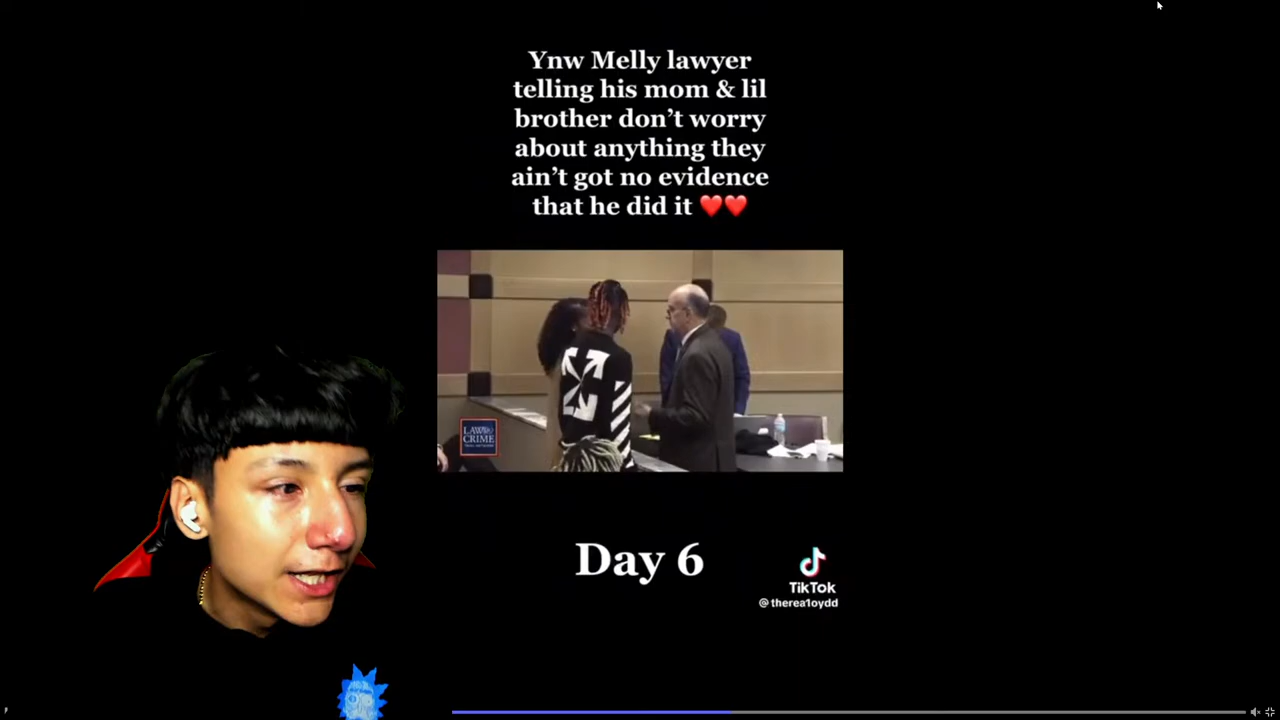 Ynw Melly lawyer
telling his mom & lil
brother don't worry
about anything they
ain't got no evidence
that he did it ❤️❤️
LAW&
CRIME
Day 6
TikTok
@therea1oydd